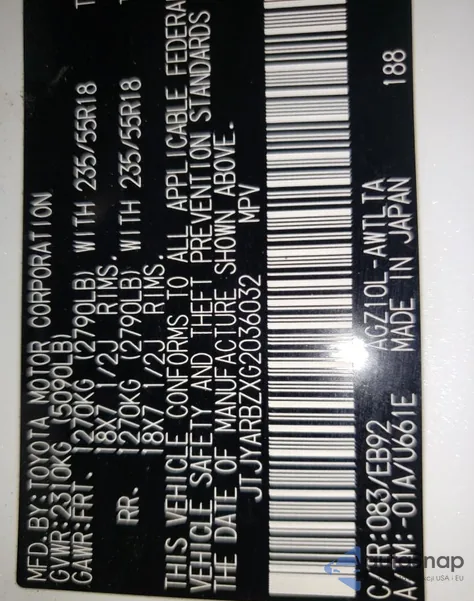 MFD.BY:TOYOTA MOTOR CORPORATION
GVWR:2310KG (5090LB)
GAWR:FRT. 1270KG (2790LB) WITH 235/55R18
18X7 1/2J RIMS.
RR. 1270KG (2790LB) WITH 235/55R18
18X7 1/2J RIMS.
THIS VEHICLE CONFORMS TO ALL APPLICABLE FEDERA
VEHICLE SAFETY AND THEFT PREVENTION STANDARDS
THE DATE OF MANUFACTURE SHOWN ABOVE.
JTJYARBZXG2036032 MPV
C/TR:083/EB92 AGZ10L-AWTLTA 188
A/TM:-01A/U661E MADE IN JAPAN